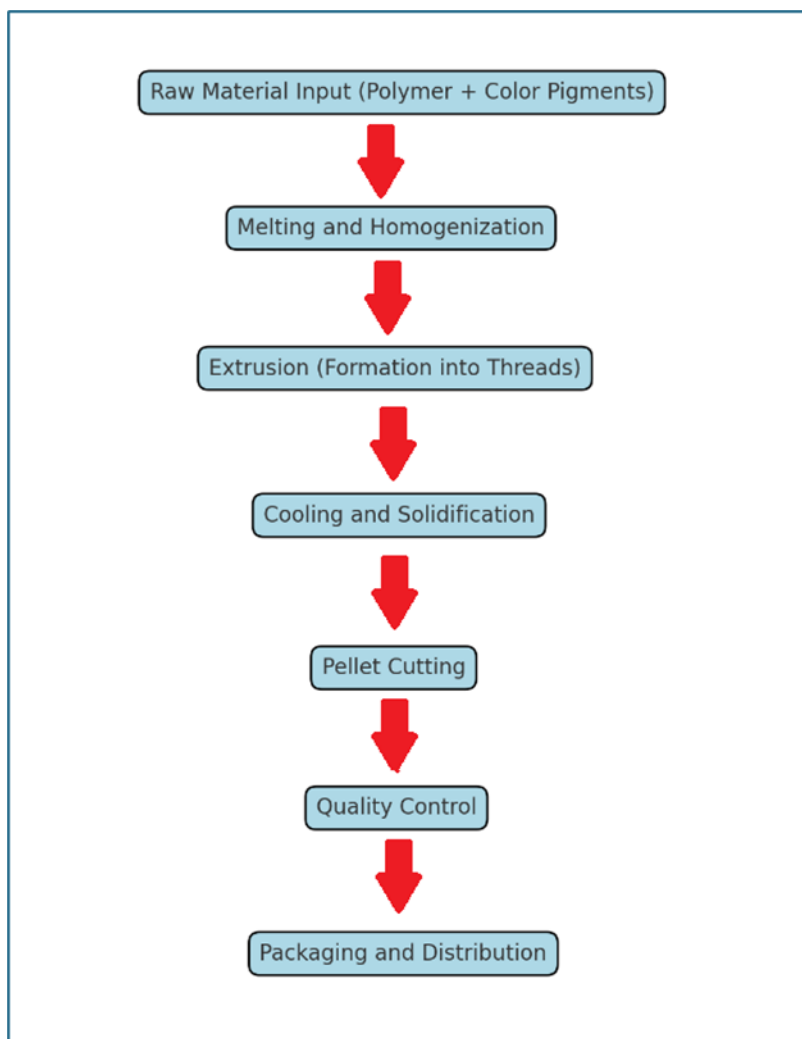 Raw Material Input (Polymer + Color Pigments)
Melting and Homogenization
Extrusion (Formation into Threads)
Cooling and Solidification
Pellet Cutting
Quality Control
Packaging and Distribution